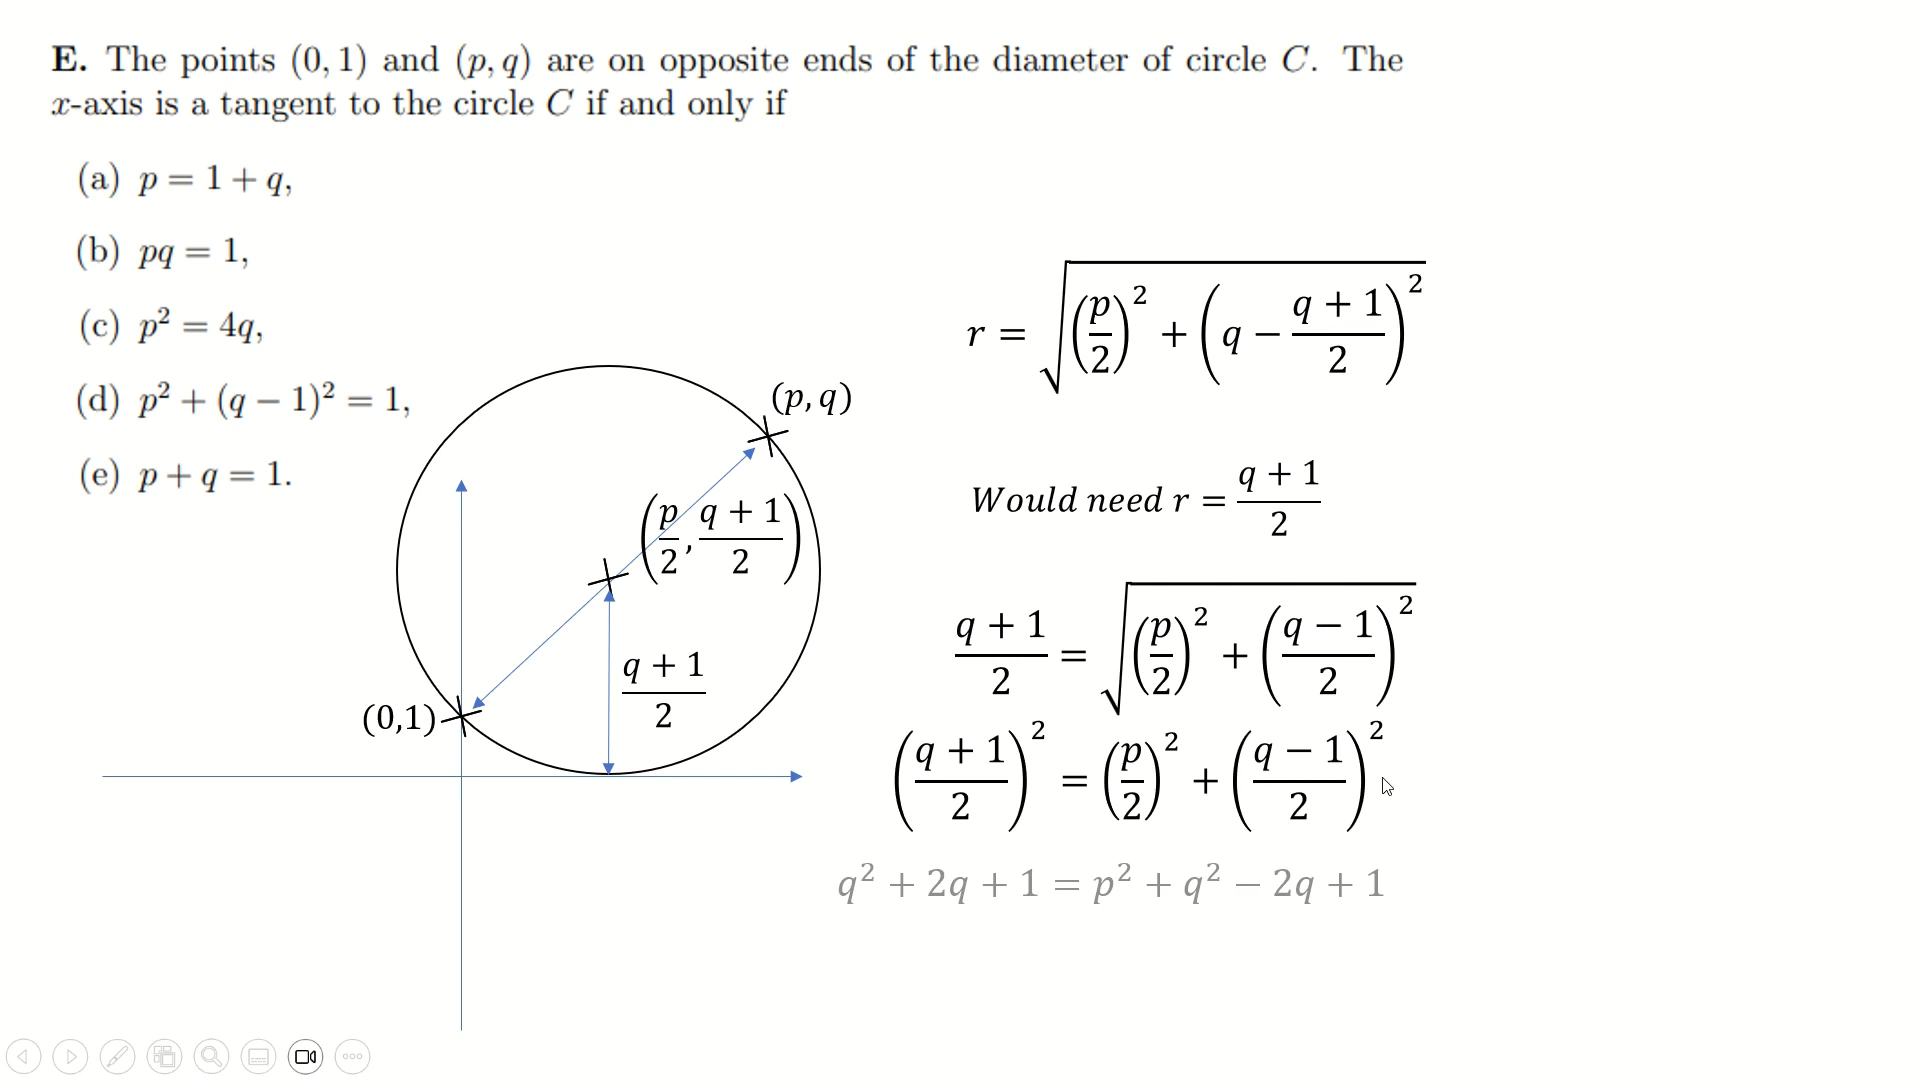 E. The points (0, 1) and (p, q) are on opposite ends of the diameter of circle C. The
x-axis is a tangent to the circle C if and only if
(a) p = 1 + q,
(b) pq = 1,
(c) p² = 4q,
(d) p² + (q − 1)² = 1,
(e) p + q = 1.
(p, q)
(p/2, (q + 1)/2)
(q + 1)/2
(0,1)
r = √((p/2)² + (q − (q + 1)/2)²)
Would need r = (q + 1)/2
(q + 1)/2 = √((p/2)² + ((q − 1)/2)²)
((q + 1)/2)² = (p/2)² + ((q − 1)/2)²
q² + 2q + 1 = p² + q² − 2q + 1